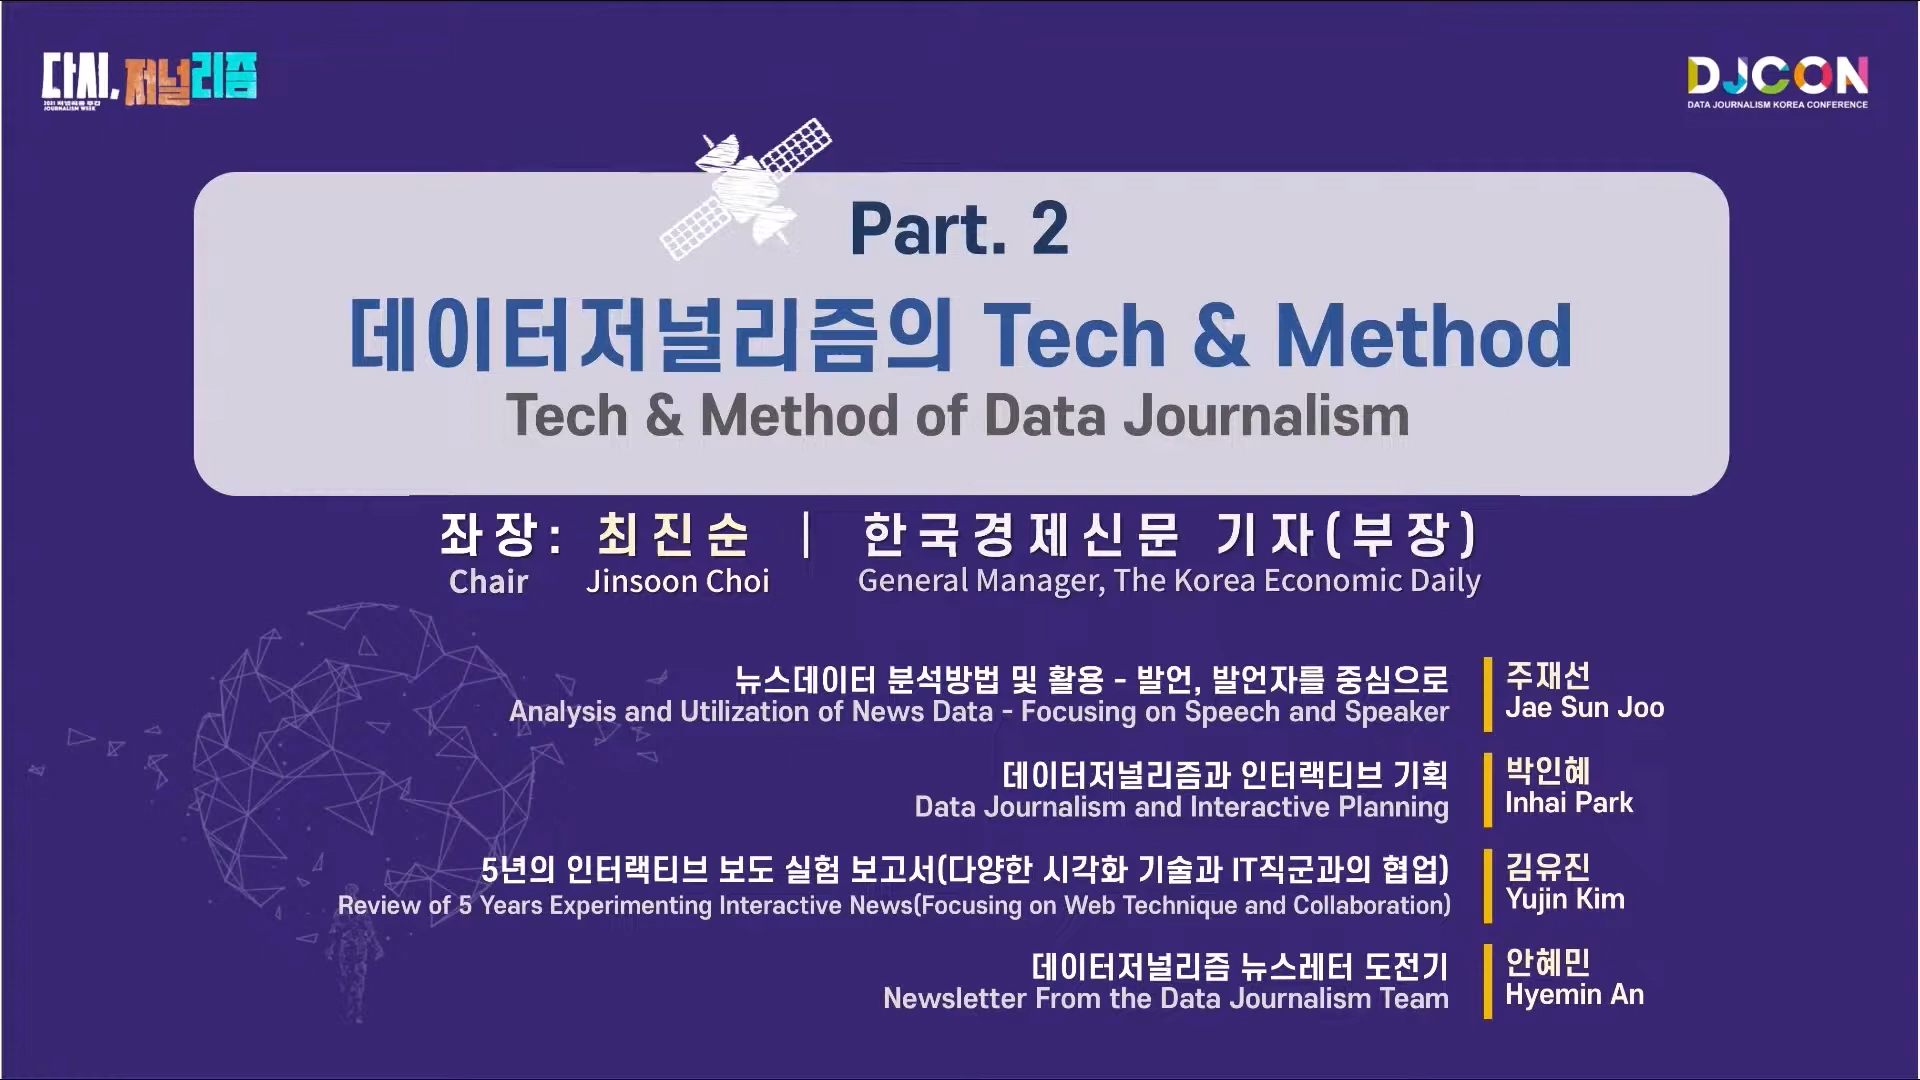 다시, 저널리즘
2021 저널리즘 주간
JOURNALISM WEEK
DJCON
DATA JOURNALISM KOREA CONFERENCE
Part. 2
데이터저널리즘의 Tech & Method
Tech & Method of Data Journalism
좌장: 최진순 | 한국경제신문 기자(부장)
Chair Jinsoon Choi General Manager, The Korea Economic Daily
뉴스데이터 분석방법 및 활용 - 발언, 발언자를 중심으로 주재선
Analysis and Utilization of News Data - Focusing on Speech and Speaker Jae Sun Joo
데이터저널리즘과 인터랙티브 기획 박인혜
Data Journalism and Interactive Planning Inhai Park
5년의 인터랙티브 보도 실험 보고서(다양한 시각화 기술과 IT직군과의 협업) 김유진
Review of 5 Years Experimenting Interactive News(Focusing on Web Technique and Collaboration) Yujin Kim
데이터저널리즘 뉴스레터 도전기 안혜민
Newsletter From the Data Journalism Team Hyemin An